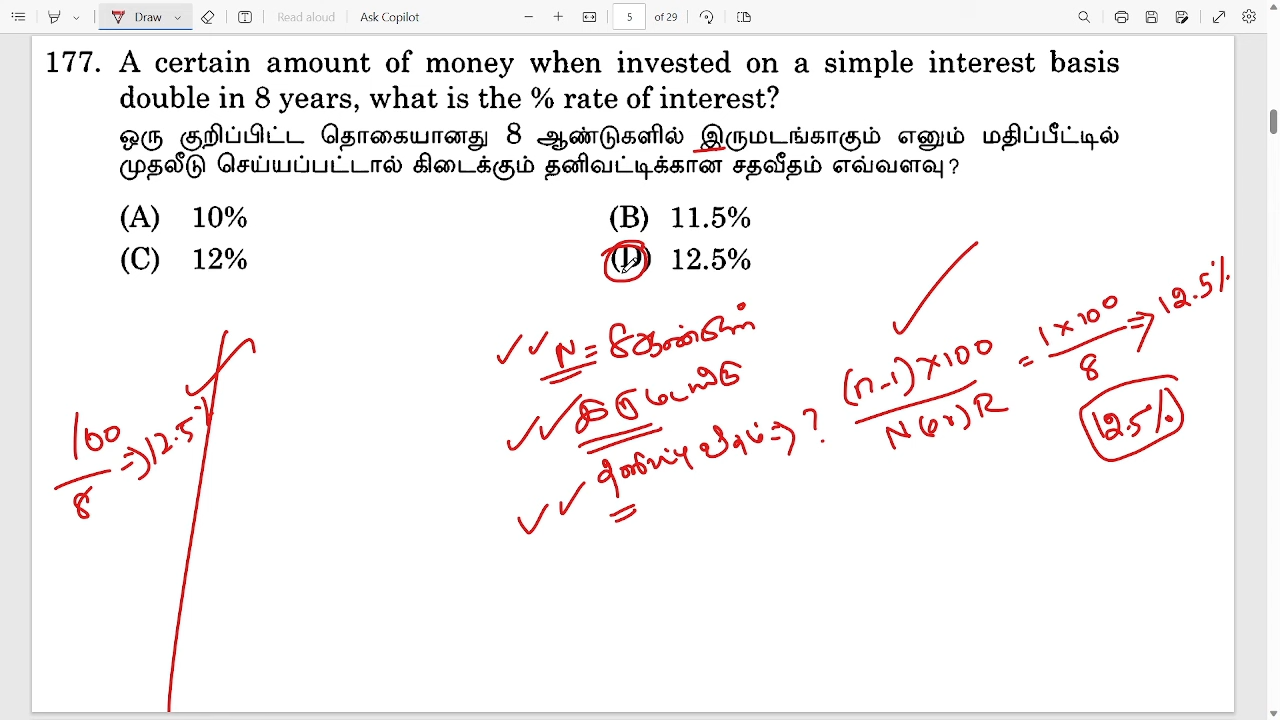 Draw
Read aloud
Ask Copilot
5 of 29
177. A certain amount of money when invested on a simple interest basis
double in 8 years, what is the % rate of interest?
ஒரு குறிப்பிட்ட தொகையானது 8 ஆண்டுகளில் இருமடங்காகும் எனும் மதிப்பீட்டில்
முதலீடு செய்யப்பட்டால் கிடைக்கும் தனிவட்டிக்கான சதவீதம் எவ்வளவு?
(A) 10%
(B) 11.5%
(C) 12%
(D) 12.5%
N = 8 ஆண்டுகள்
?
(n-1) × 100
N (or) R
= 1 × 100
8
⇒ 12.5%
12.5%
100
8
⇒ 12.5%